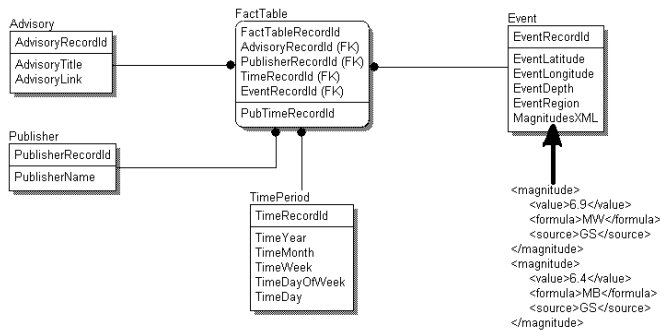 Advisory
AdvisoryRecordId
AdvisoryTitle
AdvisoryLink
FactTable
FactTableRecordId
AdvisoryRecordId (FK)
PublisherRecordId (FK)
TimeRecordId (FK)
EventRecordId (FK)
PubTimeRecordId
Event
EventRecordId
EventLatitude
EventLongitude
EventDepth
EventRegion
MagnitudesXML
Publisher
PublisherRecordId
PublisherName
TimePeriod
TimeRecordId
TimeYear
TimeMonth
TimeWeek
TimeDayOfWeek
TimeDay
<magnitude>
<value>6.9</value>
<formula>MW</formula>
<source>GS</source>
</magnitude>
<magnitude>
<value>6.4</value>
<formula>MB</formula>
<source>GS</source>
</magnitude>